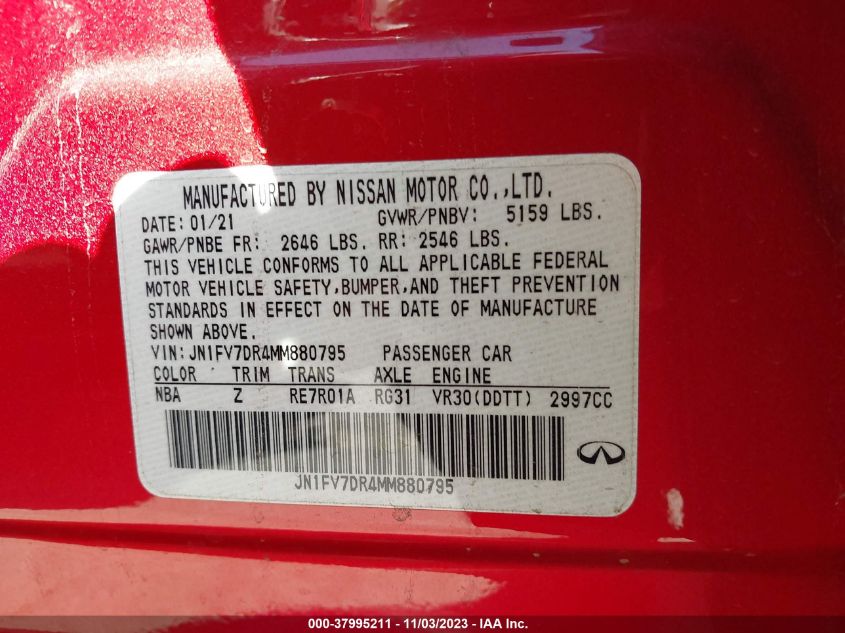 MANUFACTURED BY NISSAN MOTOR CO.,LTD.
DATE: 01/21 GVWR/PNBV: 5159 LBS.
GAWR/PNBE FR: 2646 LBS. RR: 2546 LBS.
THIS VEHICLE CONFORMS TO ALL APPLICABLE FEDERAL
MOTOR VEHICLE SAFETY,BUMPER,AND THEFT PREVENTION
STANDARDS IN EFFECT ON THE DATE OF MANUFACTURE
SHOWN ABOVE.
VIN: JN1FV7DR4MM880795 PASSENGER CAR
COLOR TRIM TRANS AXLE ENGINE
NBA Z RE7R01A RG31 VR30(DDTT) 2997CC
JN1FV7DR4MM880795
000-37995211 - 11/03/2023 - IAA Inc.